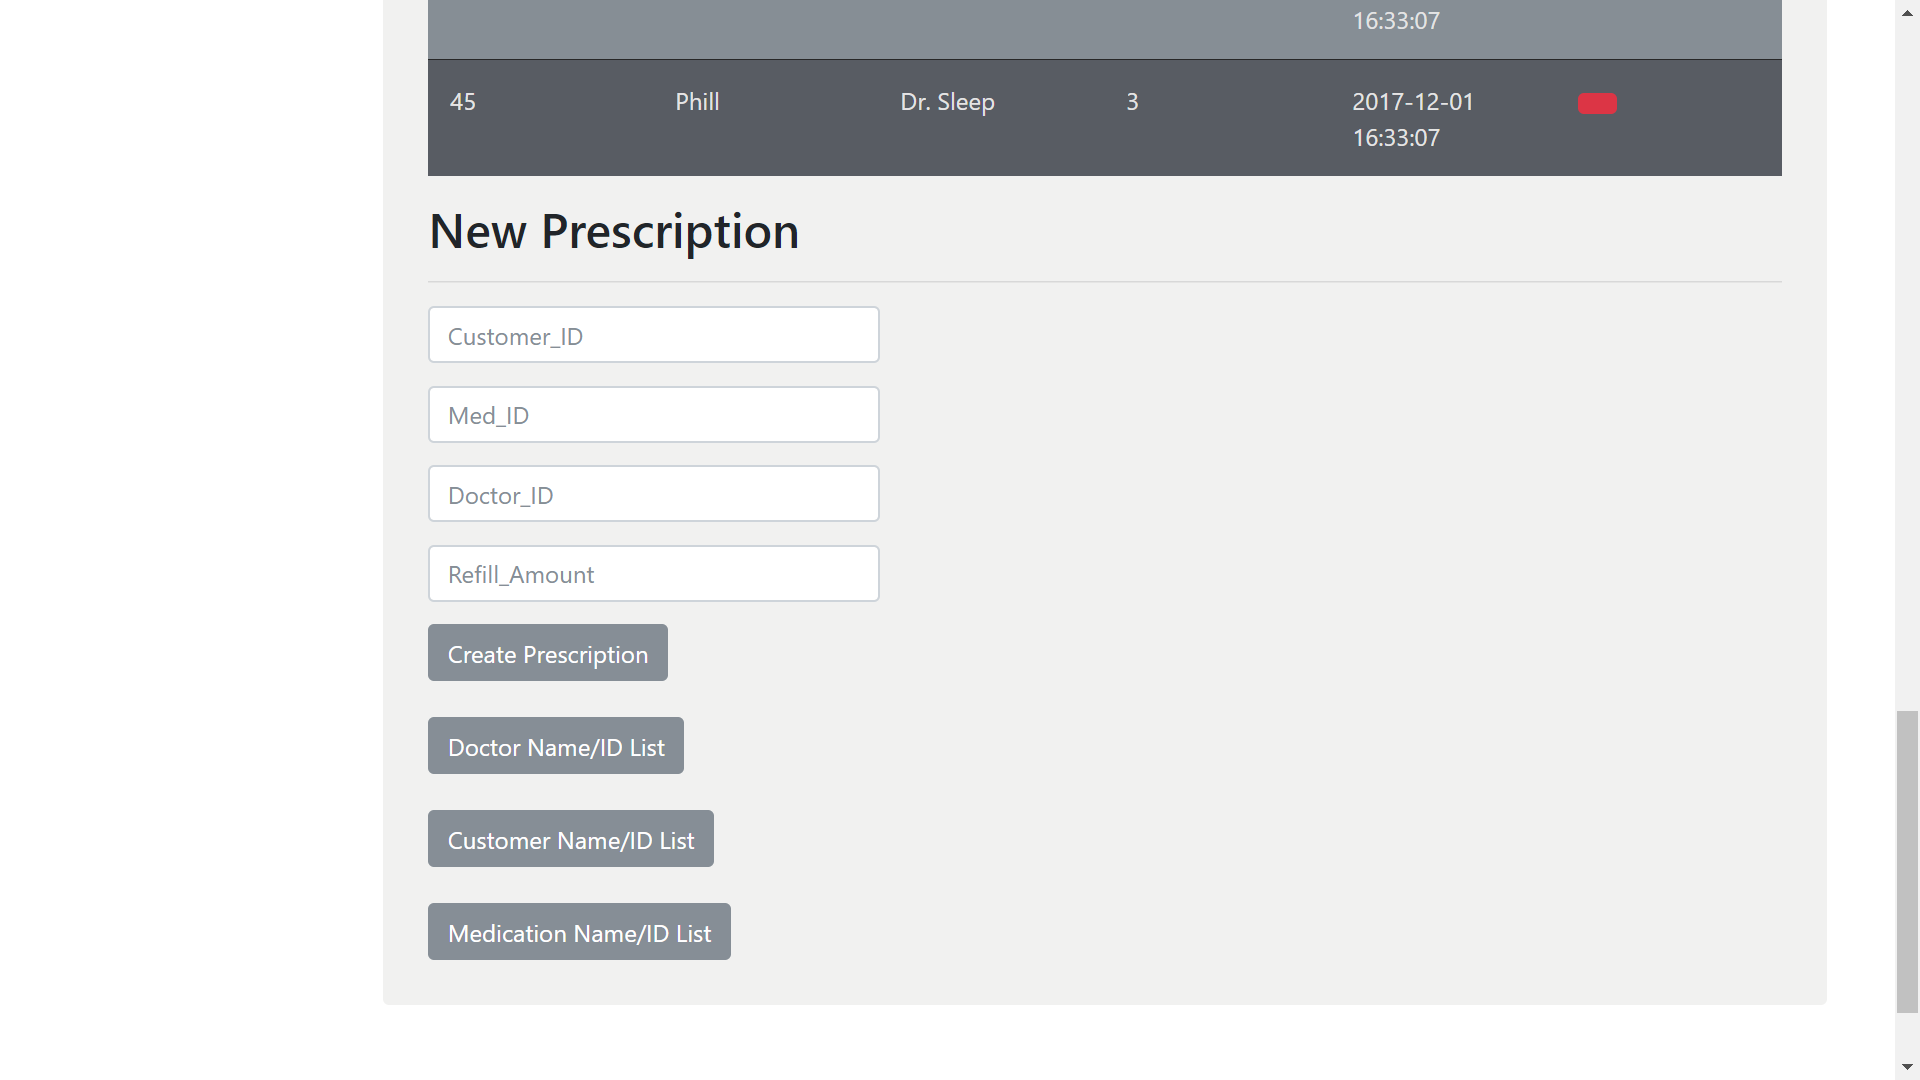 16:33:07
45 Phill Dr. Sleep 3 2017-12-01
16:33:07
New Prescription
Customer_ID
Med_ID
Doctor_ID
Refill_Amount
Create Prescription
Doctor Name/ID List
Customer Name/ID List
Medication Name/ID List